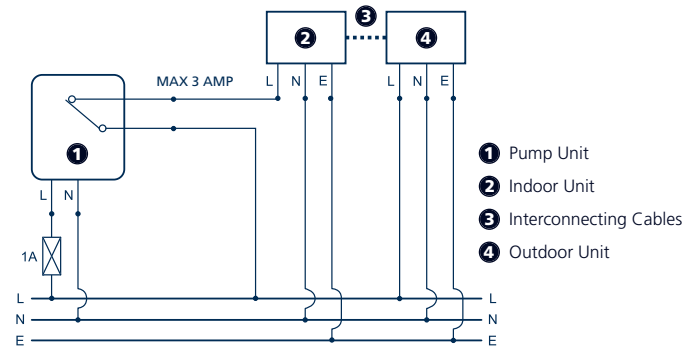 3
2
4
MAX 3 AMP
L N E
L N E
1
L N
1A
L L
N N
E E
1 Pump Unit
2 Indoor Unit
3 Interconnecting Cables
4 Outdoor Unit